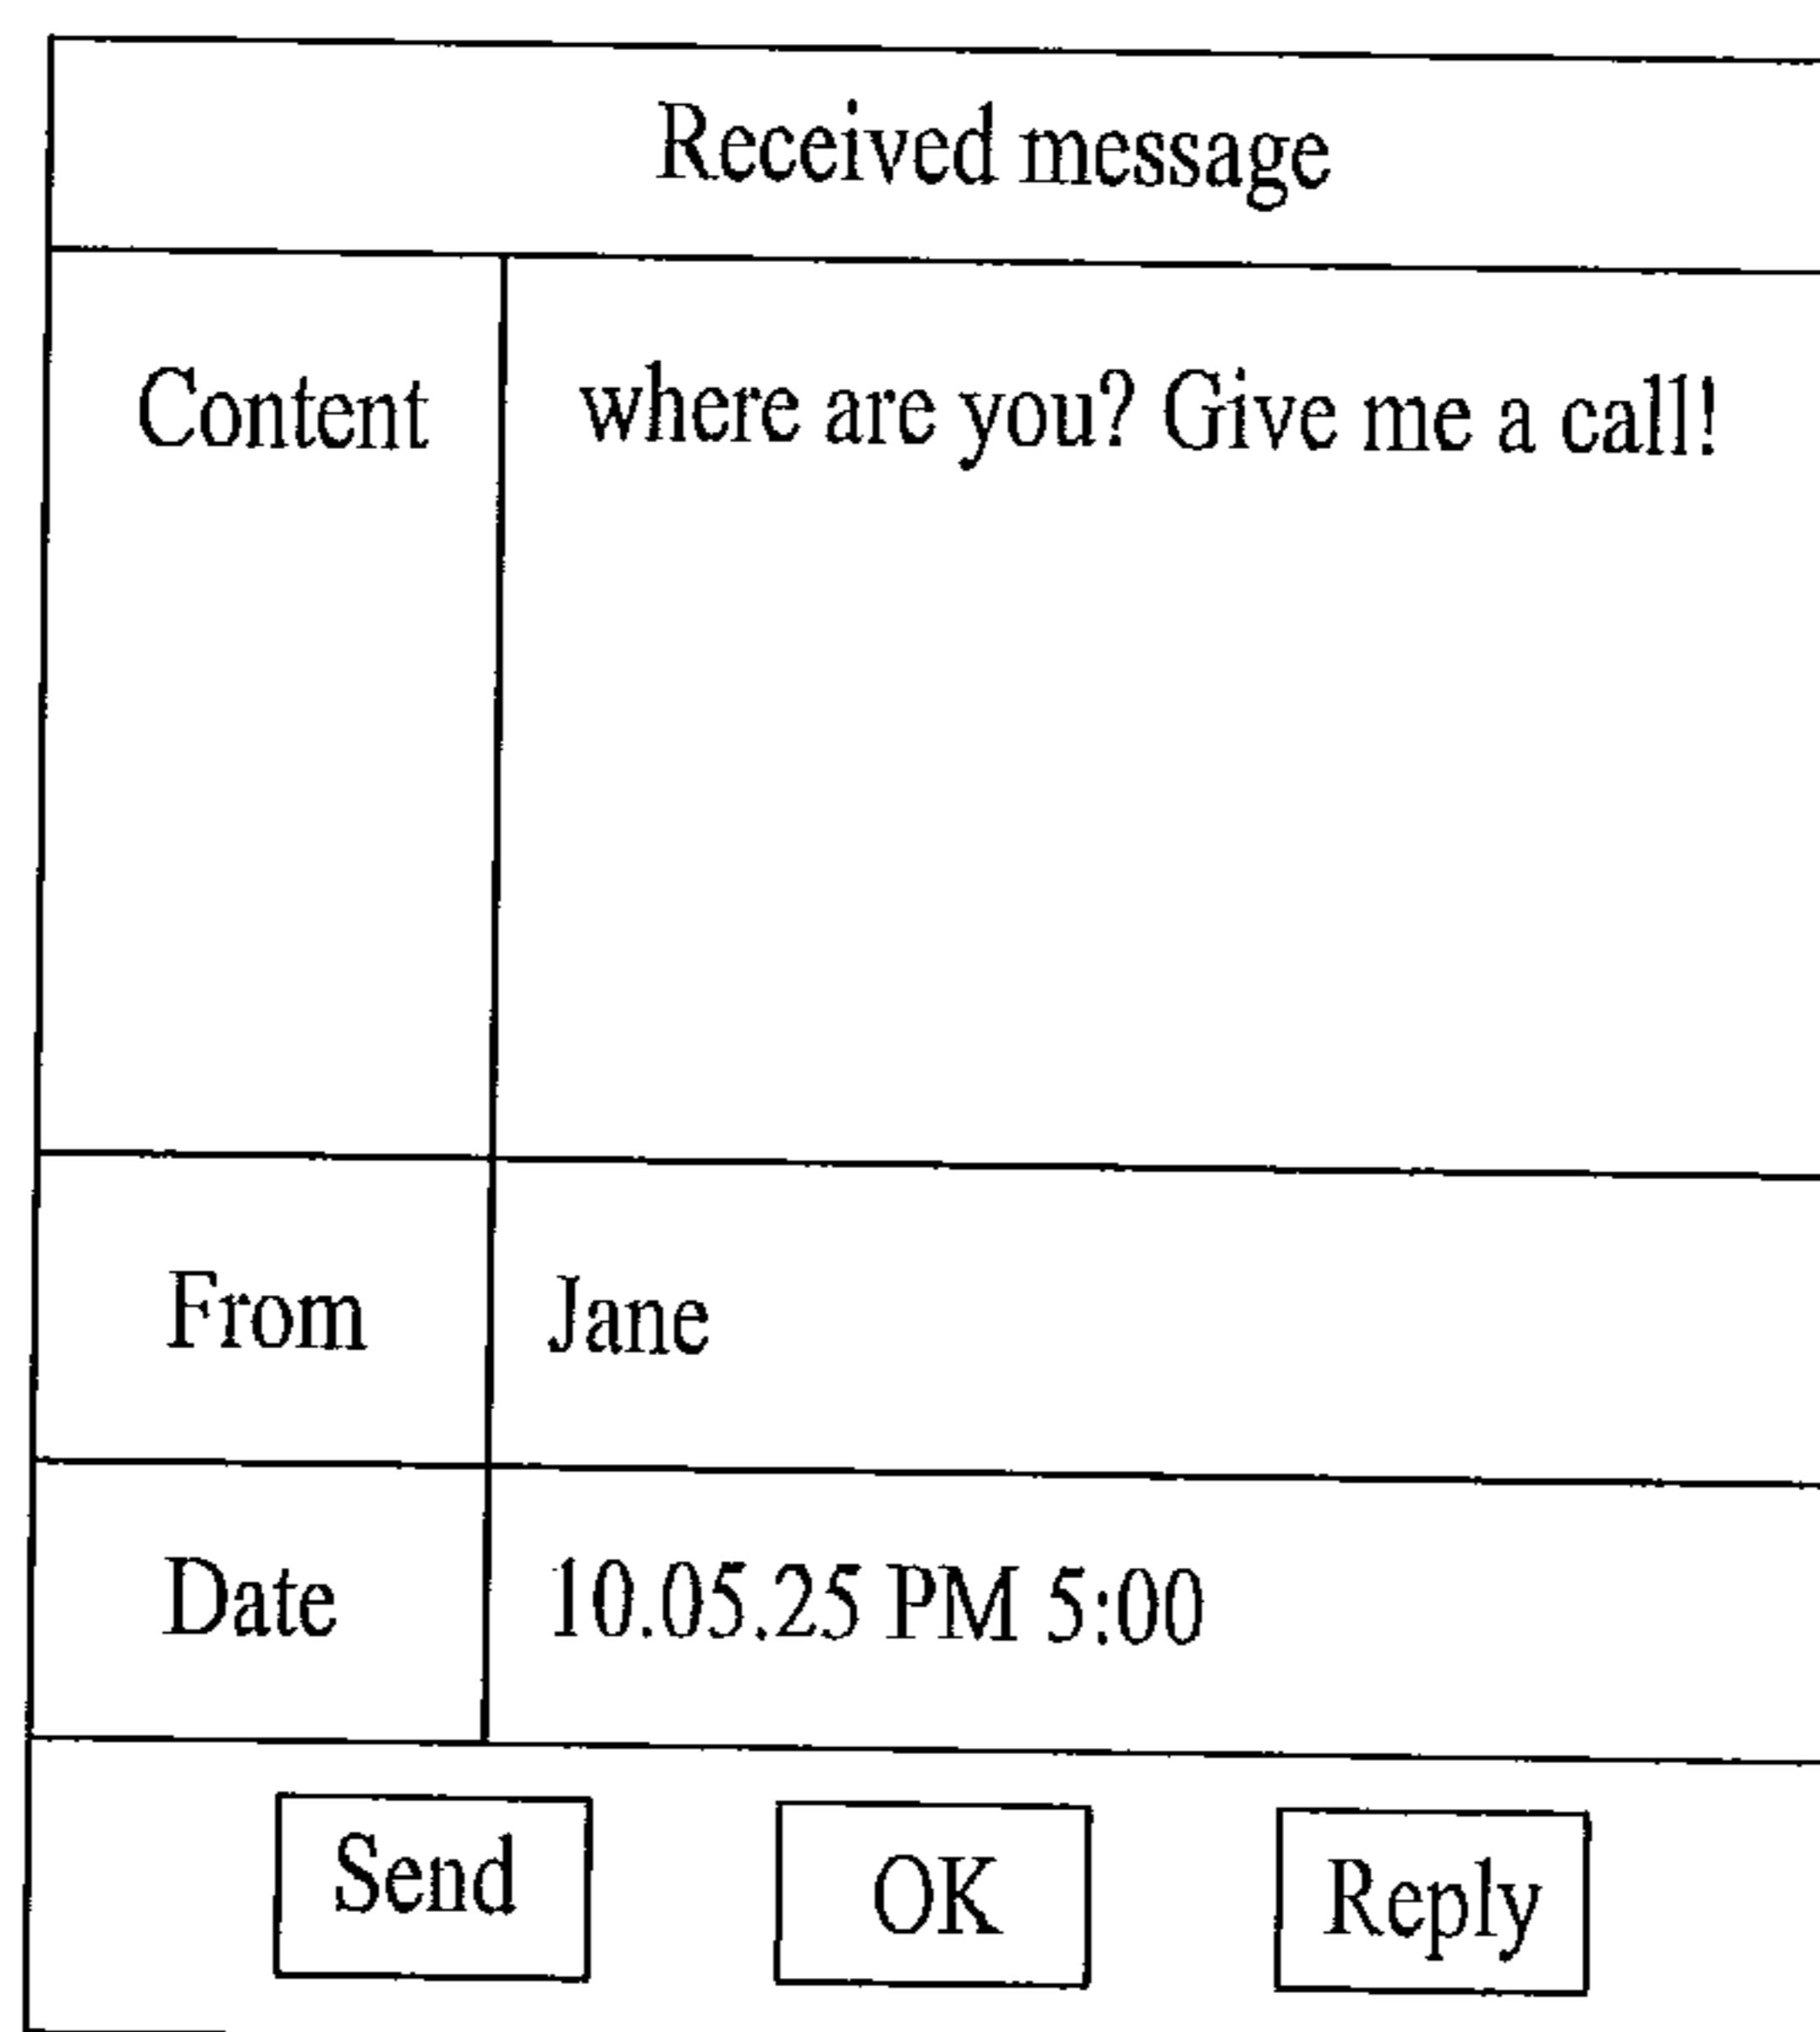 Received message
Content where are you? Give me a call!
From Jane
Date 10.05.25 PM 5:00
Send OK Reply